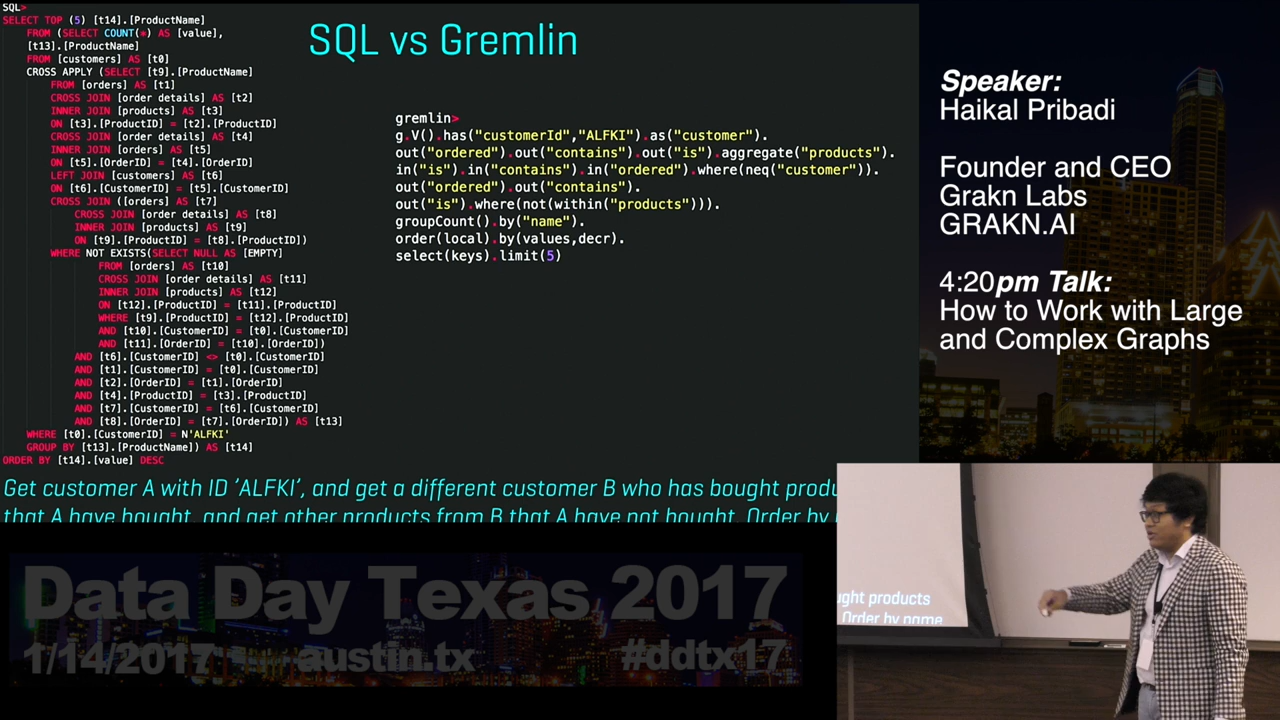 SQL>
SELECT TOP (5) [t14].[ProductName]
FROM (SELECT COUNT(*) AS [value],
[t13].[ProductName]
FROM [customers] AS [t0]
CROSS APPLY (SELECT [t9].[ProductName]
FROM [orders] AS [t1]
CROSS JOIN [order details] AS [t2]
INNER JOIN [products] AS [t3]
ON [t3].[ProductID] = [t2].[ProductID]
CROSS JOIN [order details] AS [t4]
INNER JOIN [orders] AS [t5]
ON [t5].[OrderID] = [t4].[OrderID]
LEFT JOIN [customers] AS [t6]
ON [t6].[CustomerID] = [t5].[CustomerID]
CROSS JOIN ([orders] AS [t7]
CROSS JOIN [order details] AS [t8]
INNER JOIN [products] AS [t9]
ON [t9].[ProductID] = [t8].[ProductID])
WHERE NOT EXISTS(SELECT NULL AS [EMPTY]
FROM [orders] AS [t10]
CROSS JOIN [order details] AS [t11]
INNER JOIN [products] AS [t12]
ON [t12].[ProductID] = [t11].[ProductID]
WHERE [t9].[ProductID] = [t12].[ProductID]
AND [t10].[CustomerID] = [t0].[CustomerID]
AND [t11].[OrderID] = [t10].[OrderID])
AND [t6].[CustomerID] <> [t0].[CustomerID]
AND [t1].[CustomerID] = [t0].[CustomerID]
AND [t2].[OrderID] = [t1].[OrderID]
AND [t4].[ProductID] = [t3].[ProductID]
AND [t7].[CustomerID] = [t6].[CustomerID]
AND [t8].[OrderID] = [t7].[OrderID]) AS [t13]
WHERE [t0].[CustomerID] = N'ALFKI'
GROUP BY [t13].[ProductName]) AS [t14]
ORDER BY [t14].[value] DESC
SQL vs Gremlin
gremlin>
g.V().has("customerId","ALFKI").as("customer").
out("ordered").out("contains").out("is").aggregate("products").
in("is").in("contains").in("ordered").where(neq("customer")).
out("ordered").out("contains").
out("is").where(not(within("products"))).
groupCount().by("name").
order(local).by(values,decr).
select(keys).limit(5)
Get customer A with ID 'ALFKI', and get a different customer B who has bought produ
that A have bought, and get other products from B that A have not bought. Order by
Speaker:
Haikal Pribadi
Founder and CEO
Grakn Labs
GRAKN.AI
4:20pm Talk:
How to Work with Large
and Complex Graphs
ught products
Order by name
Data Day Texas 2017
1/14/2017 - austin.tx #ddtx17